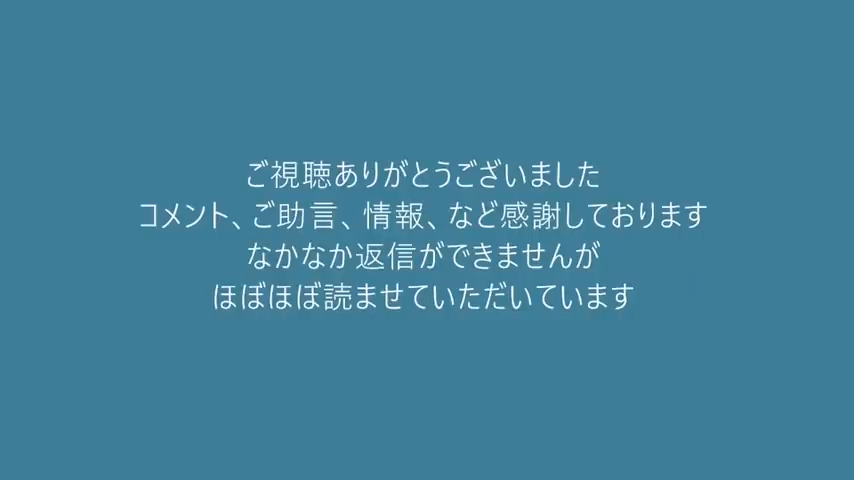 ご視聴ありがとうございました
コメント、ご助言、情報、など感謝しております
なかなか返信ができませんが
ほぼほぼ読ませていただいています